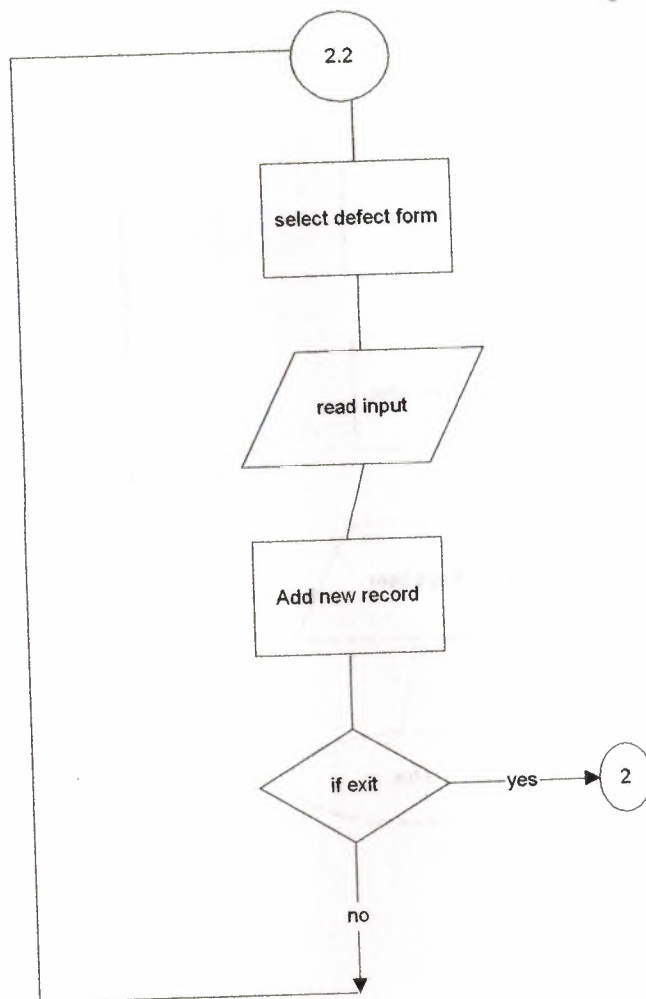 2.2
select defect form
read input
Add new record
if exit
yes
2
no